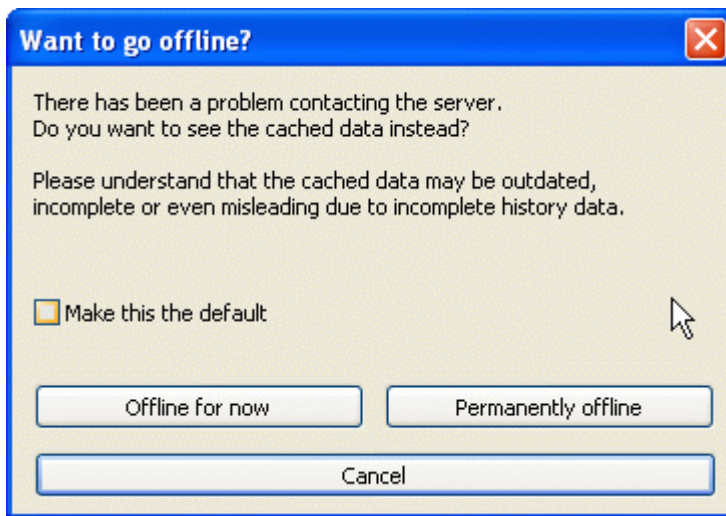 Want to go offline?
There has been a problem contacting the server.
Do you want to see the cached data instead?
Please understand that the cached data may be outdated,
incomplete or even misleading due to incomplete history data.
Make this the default
Offline for now
Permanently offline
Cancel